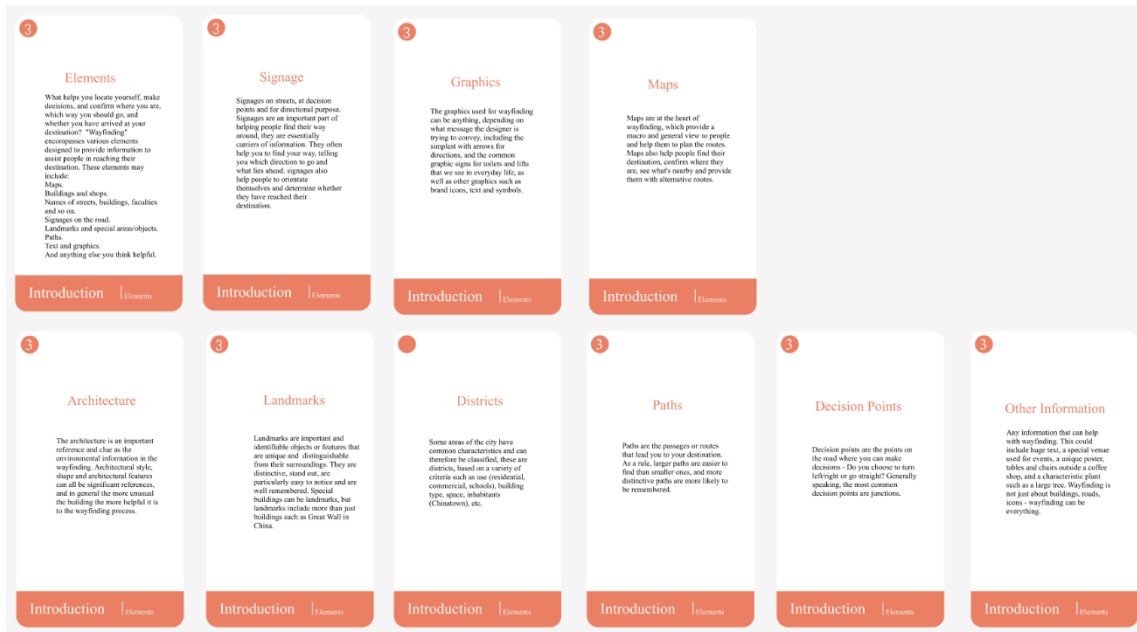 3
Elements
What helps you locate yourself, make
decisions, and confirm where you are,
which way you should go, and
whether you have arrived at your
destination? "Wayfinding"
encompasses various elements
designed to provide information to
assist people in reaching their
destination. These elements may
include:
Maps.
Buildings and shops.
Names of streets, buildings, faculties
and so on.
Signages on the road.
Landmarks and special areas/objects.
Paths.
Text and graphics.
And anything else you think helpful.
Introduction | Elements
3
Signage
Signages on streets, at decision
points and for directional purpose.
Signages are an important part of
helping people find their way
around, they are essentially
carriers of information. They often
help you to find your way, telling
you which direction to go and
what lies ahead. signages also
help people to orientate
themselves and determine whether
they have reached their
destination.
Introduction | Elements
3
Graphics
The graphics used for wayfinding
can be anything, depending on
what message the designer is
trying to convey, including the
simplest with arrows for
directions, and the common
graphic signs for toilets and lifts
that we see in everyday life, as
well as other graphics such as
brand icons, text and symbols.
Introduction | Elements
3
Maps
Maps are at the heart of
wayfinding, which provide a
macro and general view to people
and help them to plan the routes.
Maps also help people find their
destination, confirm where they
are, see what's nearby and provide
them with alternative routes.
Introduction | Elements
3
Architecture
The architecture is an important
reference and clue as the
environmental information in the
wayfinding. Architectural style,
shape and architectural features
can all be significant references,
and in general the more unusual
the building the more helpful it is
to the wayfinding process.
Introduction | Elements
3
Landmarks
Landmarks are important and
identifiable objects or features that
are unique and distinguishable
from their surroundings. They are
distinctive, stand out, are
particularly easy to notice and are
well remembered. Special
buildings can be landmarks, but
landmarks include more than just
buildings such as Great Wall in
China.
Introduction | Elements
Districts
Some areas of the city have
common characteristics and can
therefore be classified, these are
districts, based on a variety of
criteria such as use (residential,
commercial, schools), building
type, space, inhabitants
(Chinatown), etc.
Introduction | Elements
3
Paths
Paths are the passages or routes
that lead you to your destination.
As a rule, larger paths are easier to
find than smaller ones, and more
distinctive paths are more likely to
be remembered.
Introduction | Elements
3
Decision Points
Decision points are the points on
the road where you can make
decisions - Do you choose to turn
left/right or go straight? Generally
speaking, the most common
decision points are junctions.
Introduction | Elements
3
Other Information
Any information that can help
with wayfinding. This could
include huge text, a special venue
used for events, a unique poster,
tables and chairs outside a coffee
shop, and a characteristic plant
such as a large tree. Wayfinding is
not just about buildings, roads,
icons - wayfinding can be
everything.
Introduction | Elements